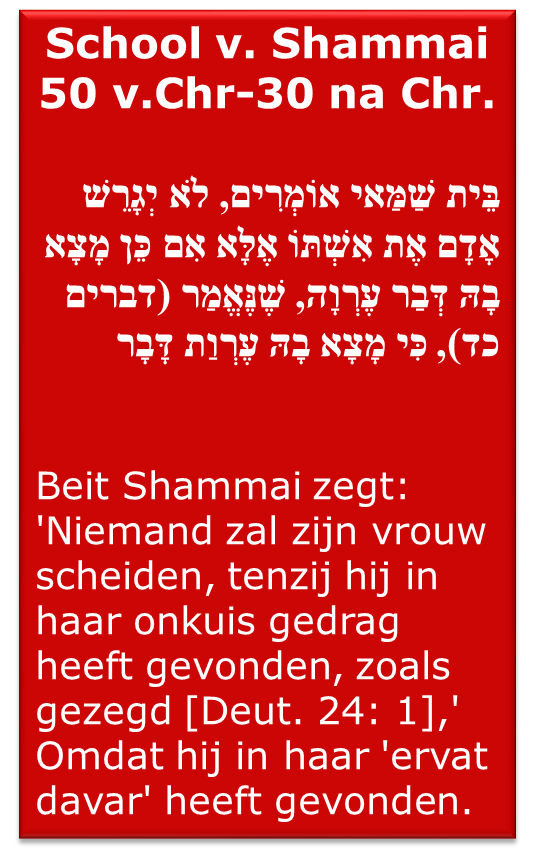 School v. Shammai
50 v.Chr-30 na Chr.
בֵּית שַׁמַּאי אוֹמְרִים, לֹא יְגָרֵשׁ
אָדָם אֶת אִשְׁתּוֹ אֶלָּא אִם כֵּן מָצָא
בָהּ דְּבַר עֶרְוָה, שֶׁנֶּאֱמַר (דברים
כד), כִּי מָצָא בָהּ עֶרְוַת דָּבָר
Beit Shammai zegt:
'Niemand zal zijn vrouw
scheiden, tenzij hij in
haar onkuis gedrag
heeft gevonden, zoals
gezegd [Deut. 24: 1],'
Omdat hij in haar 'ervat
davar' heeft gevonden.